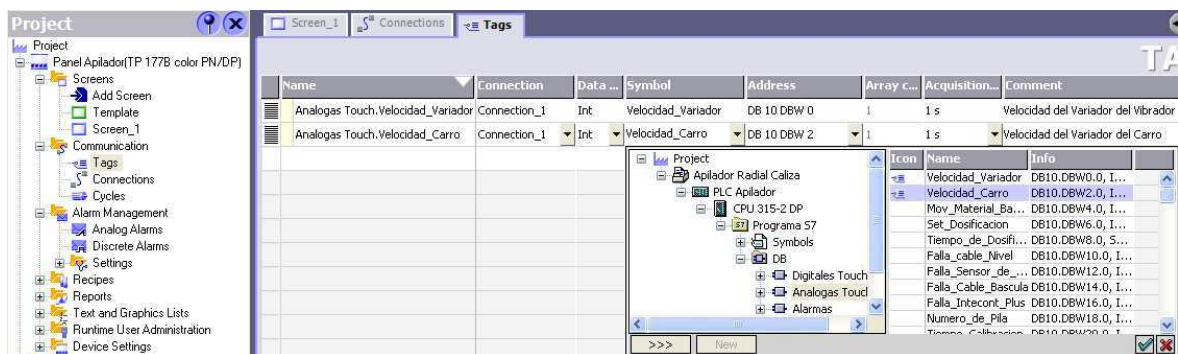 Project
Project
Panel Apilador(TP 177B color PN/DP)
Screens
Add Screen
Template
Screen_1
Communication
Tags
Connections
Cycles
Alarm Management
Analog Alarms
Discrete Alarms
Settings
Recipes
Reports
Text and Graphics Lists
Runtime User Administration
Device Settings
Screen_1 Connections Tags
TA
Name Connection Data ... Symbol Address Array c... Acquisition... Comment
Analogas Touch.Velocidad_Variador Connection_1 Int Velocidad_Variador DB 10 DBW 0 1 1 s Velocidad del Variador del Vibrador
Analogas Touch.Velocidad_Carro Connection_1 Int Velocidad_Carro DB 10 DBW 2 1 1 s Velocidad del Variador del Carro
Project
Apilador Radial Caliza
PLC Apilador
CPU 315-2 DP
Programa S7
Symbols
DB
Digitales Touch
Analogas Toucl
Alarmas
>>> New
Icon Name Info
Velocidad_Variador DB10.DBW0.0, I...
Velocidad_Carro DB10.DBW2.0, I...
Mov_Material_Ba... DB10.DBW4.0, I...
Set_Dosificacion DB10.DBW6.0, I...
Tiempo_de_Dosifi... DB10.DBW8.0, S...
Falla_cable_Nivel DB10.DBW10.0, I...
Falla_Sensor_de_... DB10.DBW12.0, I...
Falla_Cable_Bascula DB10.DBW14.0, I...
Falla_Intecont_Plus DB10.DBW16.0, I...
Numero_de_Pila DB10.DBW18.0, I...
Tiempo_Calibracion DB10.DBW20.0, I...